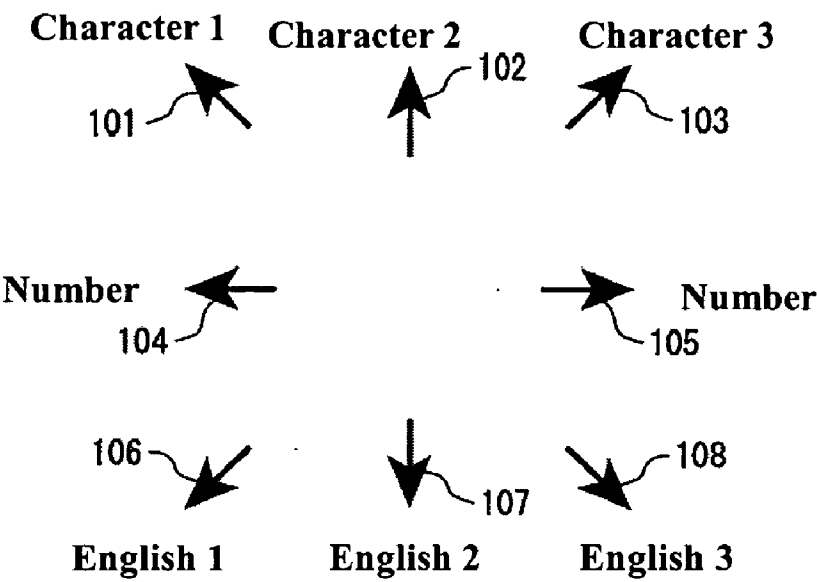 Character 1
Character 2
Character 3
101
102
103
Number
Number
104
105
106
107
108
English 1
English 2
English 3